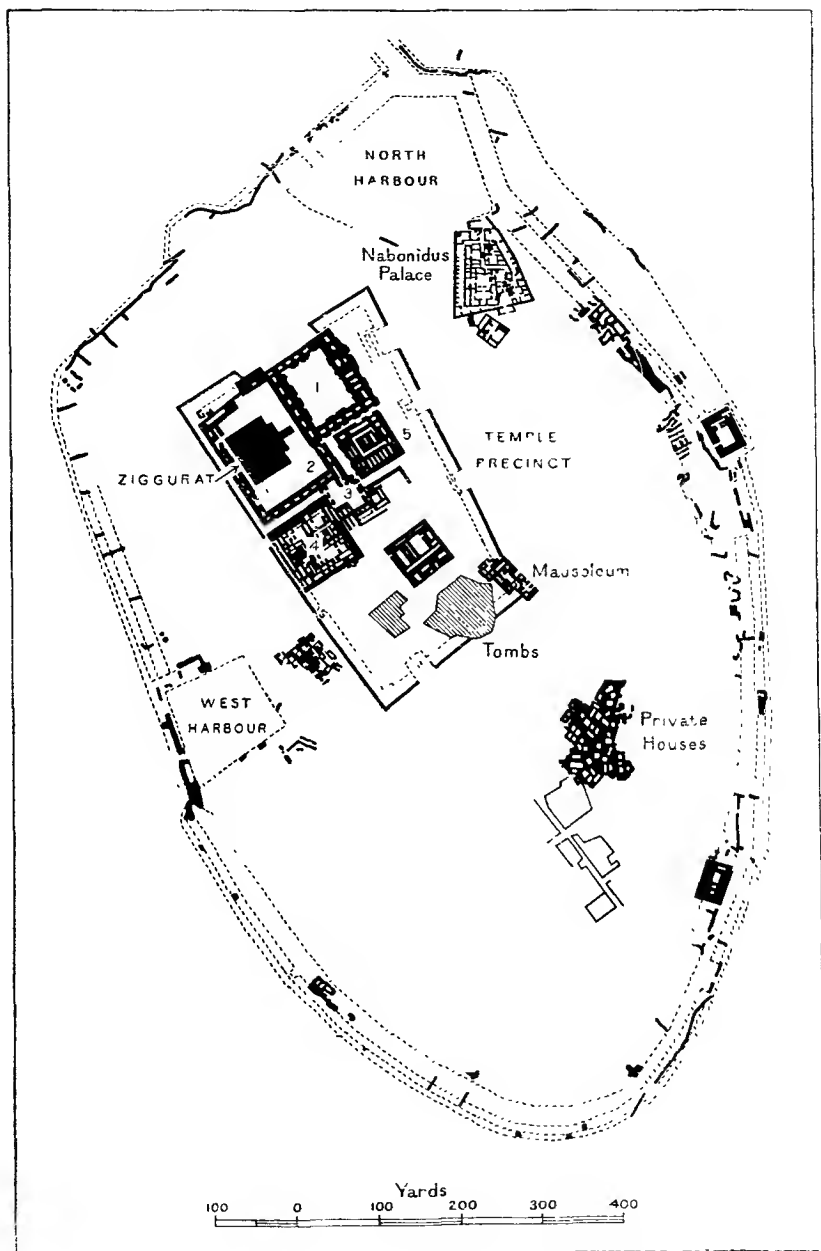 NORTH
HARBOUR
Nabonidus
Palace
1
5
TEMPLE
PRECINCT
2
ZIGGURAT
3
4
Mausoleum
Tombs
WEST
HARBOUR
Private
Houses
Yards
100 0 100 200 300 400